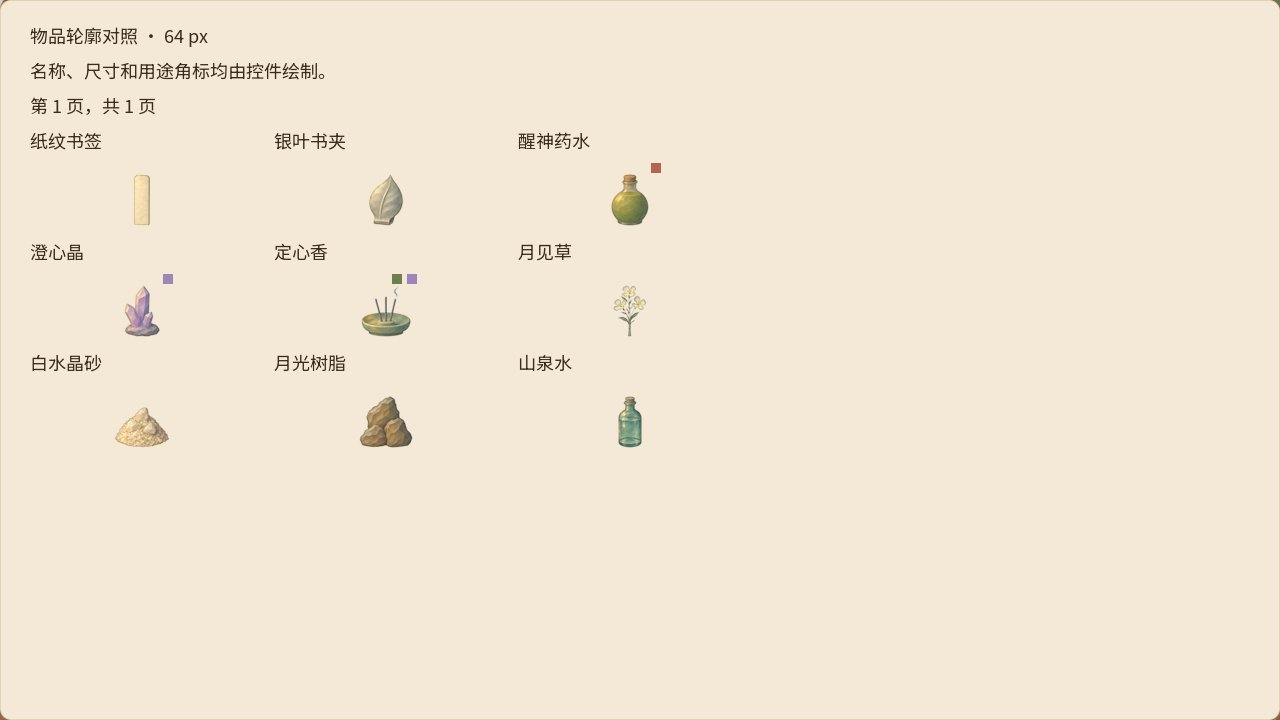 物品轮廓对照 · 64 px
名称、尺寸和用途角标均由控件绘制。
第 1 页，共 1 页
纸纹书签 银叶书夹 醒神药水
澄心晶 定心香 月见草
白水晶砂 月光树脂 山泉水